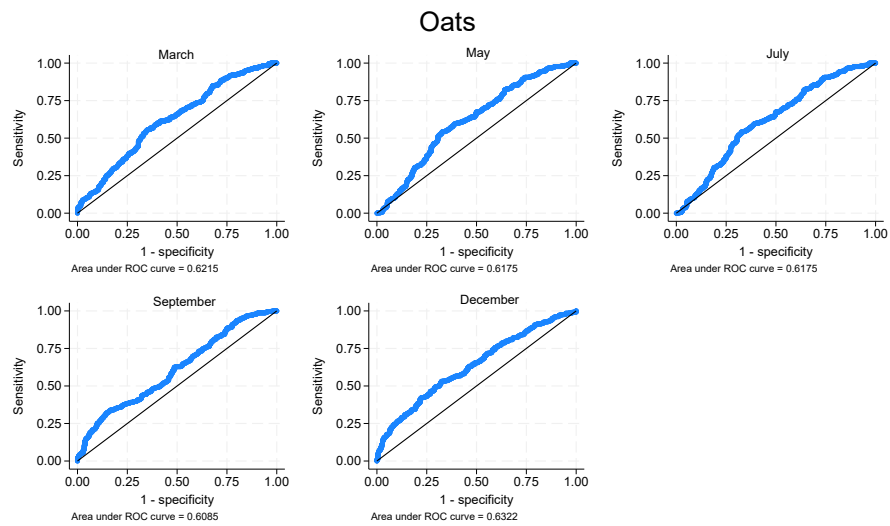 Oats
March
1.00
0.75
0.50
0.25
0.00
Sensitivity
0.00 0.25 0.50 0.75 1.00
1 - specificity
Area under ROC curve = 0.6215
May
1.00
0.75
0.50
0.25
0.00
Sensitivity
0.00 0.25 0.50 0.75 1.00
1 - specificity
Area under ROC curve = 0.6175
July
1.00
0.75
0.50
0.25
0.00
Sensitivity
0.00 0.25 0.50 0.75 1.00
1 - specificity
Area under ROC curve = 0.6175
September
1.00
0.75
0.50
0.25
0.00
Sensitivity
0.00 0.25 0.50 0.75 1.00
1 - specificity
Area under ROC curve = 0.6085
December
1.00
0.75
0.50
0.25
0.00
Sensitivity
0.00 0.25 0.50 0.75 1.00
1 - specificity
Area under ROC curve = 0.6322